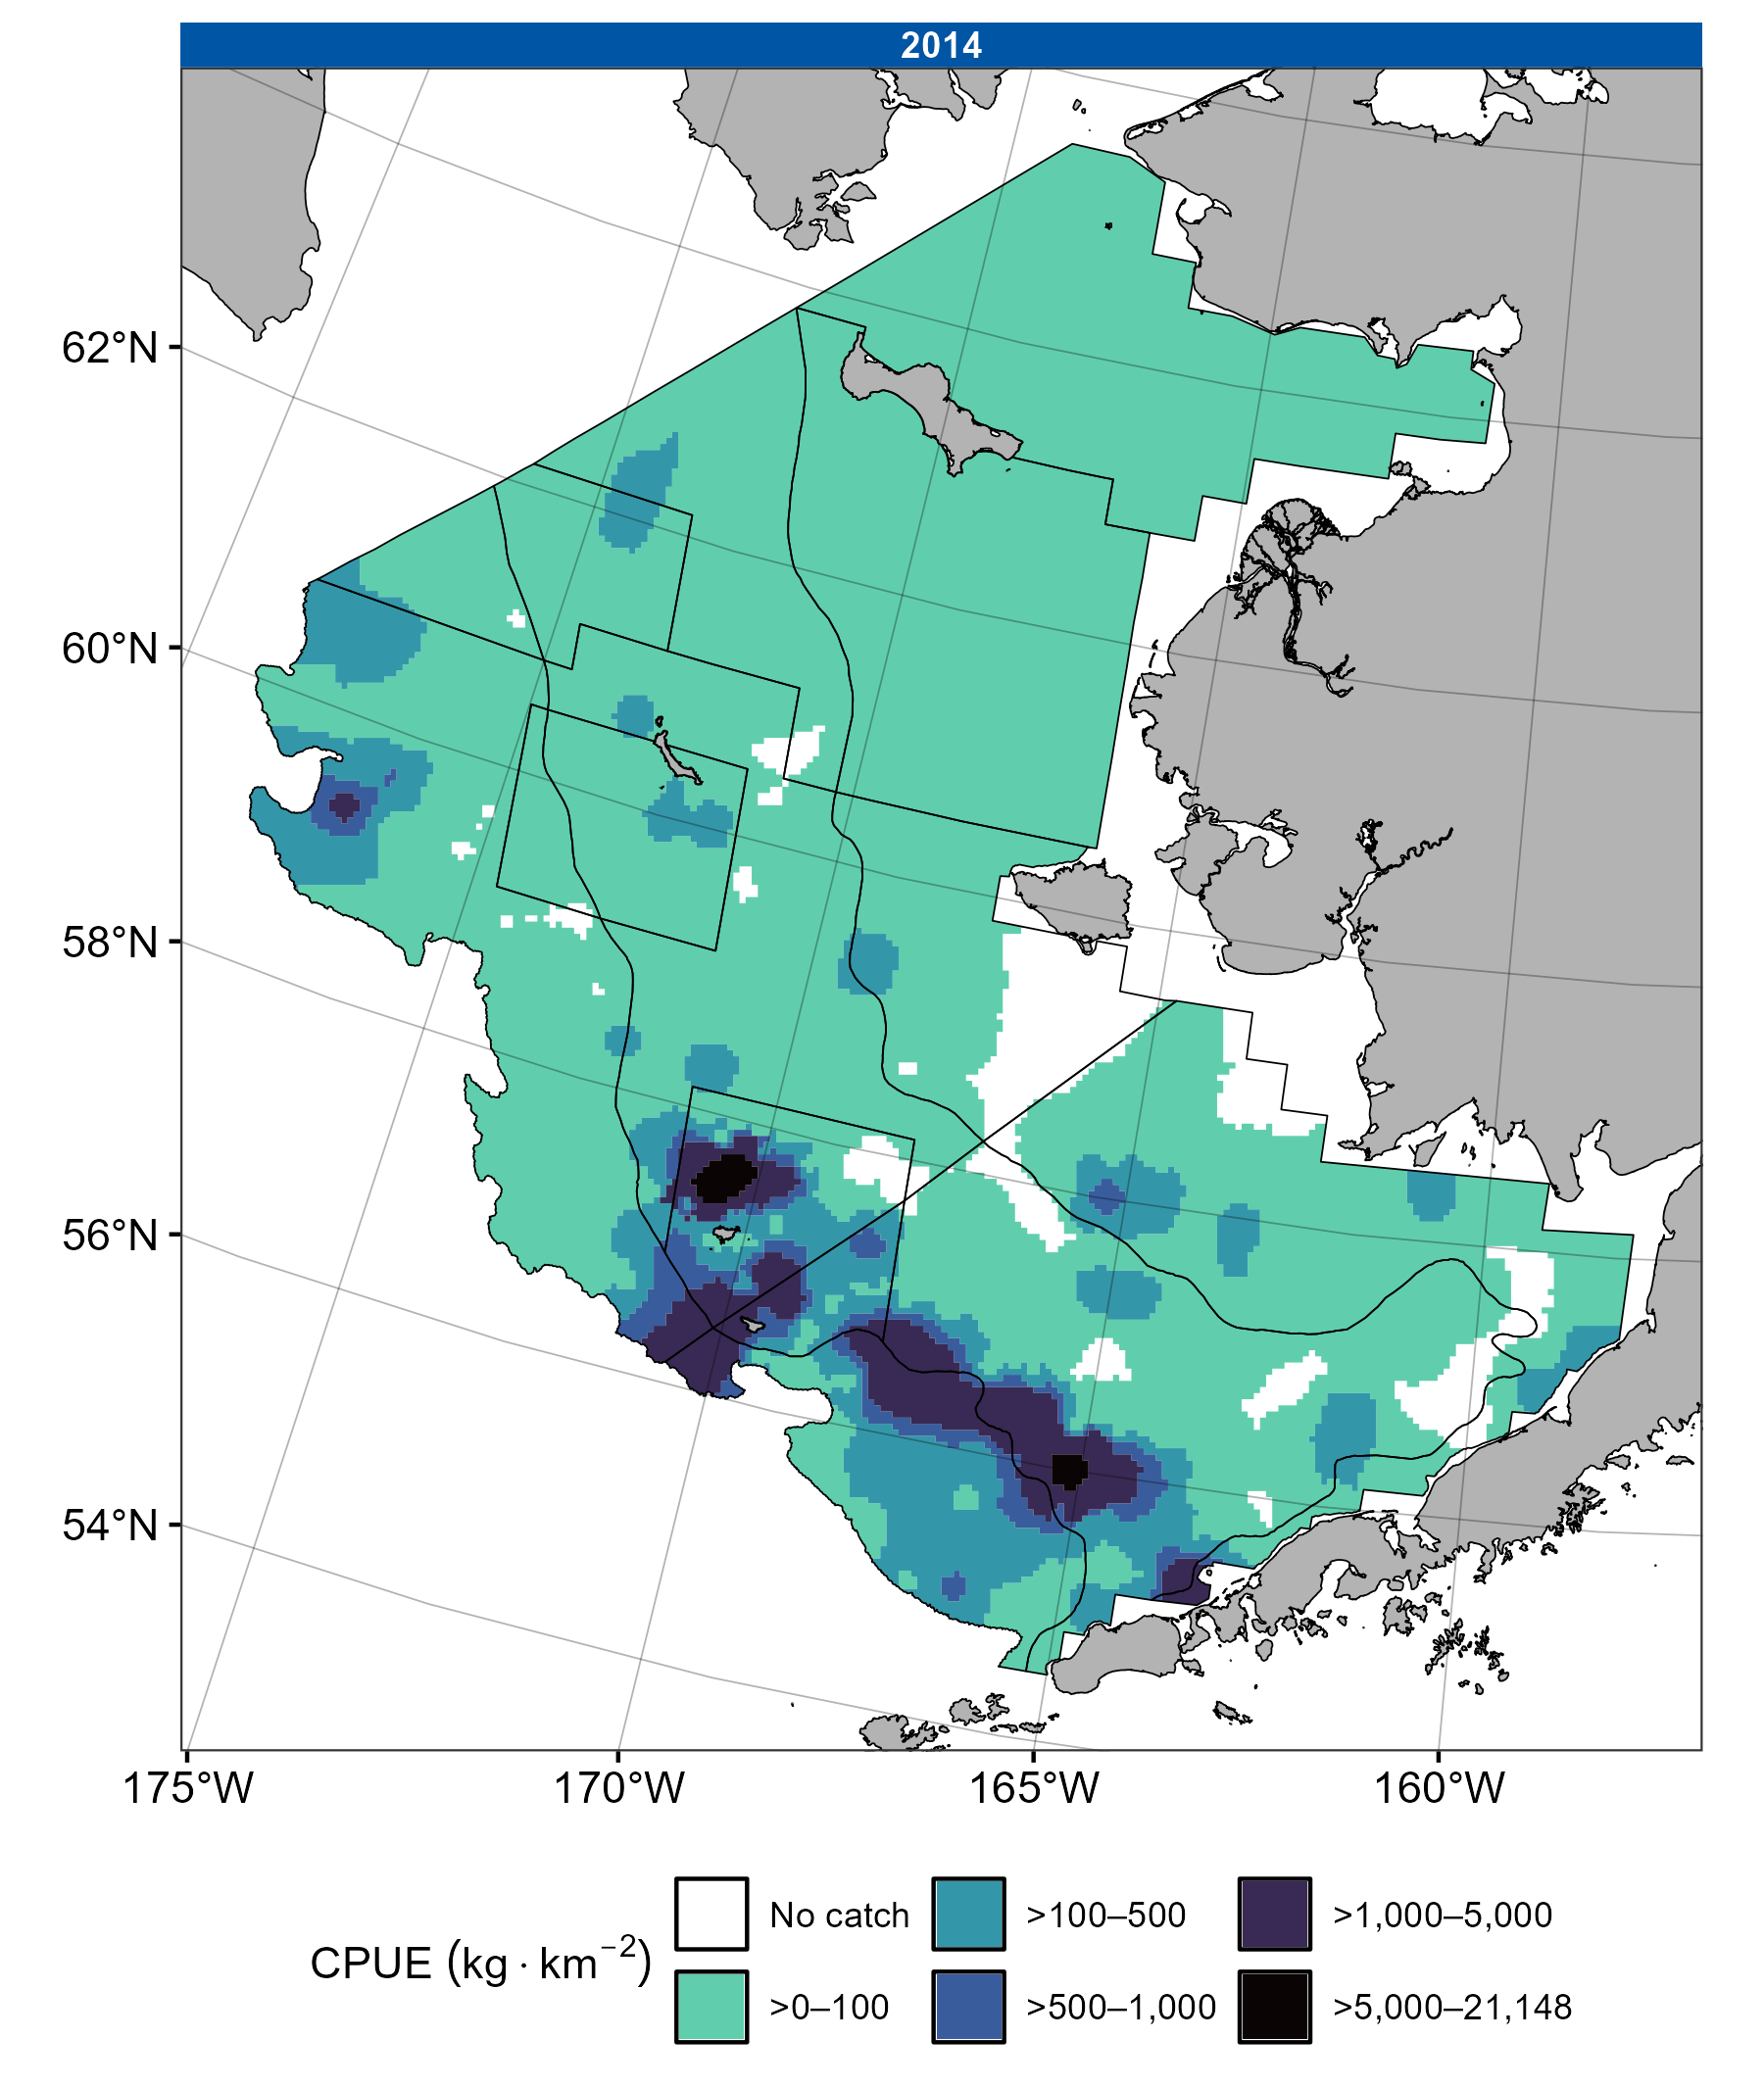 2014
62°N
60°N
58°N
56°N
54°N
175°W 170°W 165°W 160°W
CPUE (kg · km⁻²)
No catch >100–500 >1,000–5,000
>0–100 >500–1,000 >5,000–21,148